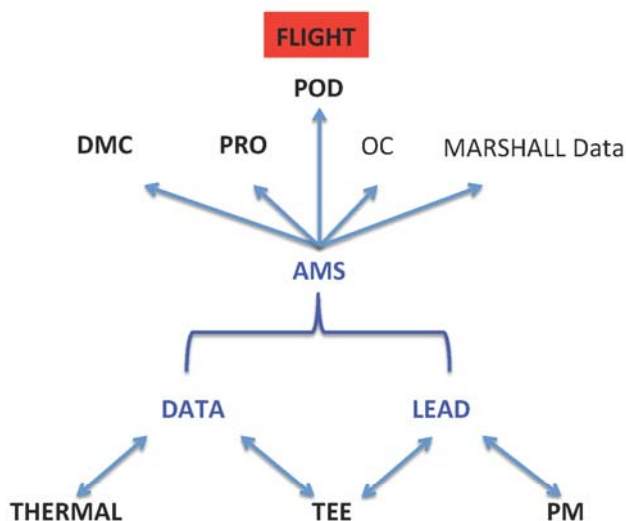 FLIGHT
POD
DMC PRO OC MARSHALL Data
AMS
DATA LEAD
THERMAL TEE PM